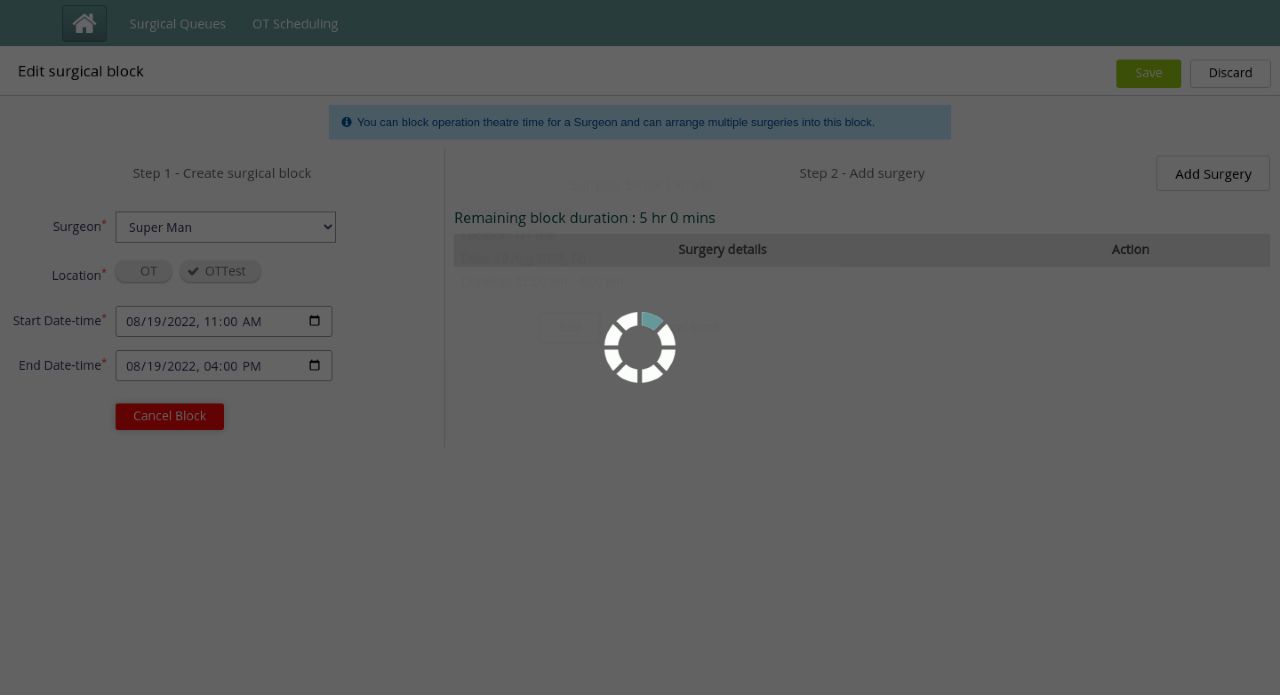 Surgical Queues OT Scheduling
Edit surgical block
Save Discard
You can block operation theatre time for a Surgeon and can arrange multiple surgeries into this block.
Step 1 - Create surgical block
Surgeon* Super Man
Location* OT OTTest
Start Date-time* 08/19/2022, 11:00 AM
End Date-time* 08/19/2022, 04:00 PM
Cancel Block
Step 2 - Add surgery
Add Surgery
Remaining block duration : 5 hr 0 mins
Surgery details Action